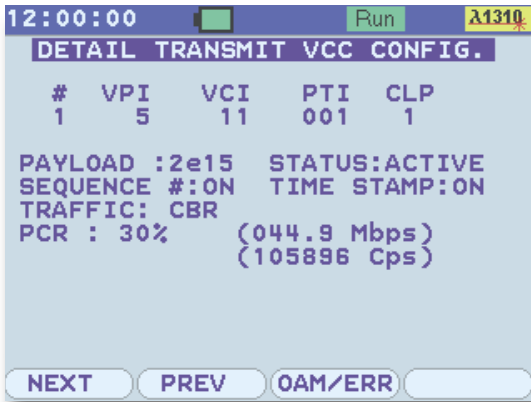 12:00:00 Run λ1310*
DETAIL TRANSMIT VCC CONFIG.
# VPI VCI PTI CLP
1 5 11 001 1
PAYLOAD :2e15 STATUS:ACTIVE
SEQUENCE #:ON TIME STAMP:ON
TRAFFIC: CBR
PCR : 30% (044.9 Mbps)
(105896 Cps)
NEXT PREV OAM/ERR